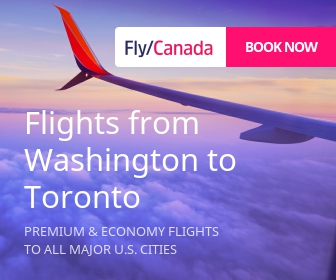 Fly/Canada
BOOK NOW
Flights from
Washington to
Toronto
PREMIUM & ECONOMY FLIGHTS
TO ALL MAJOR U.S. CITIES